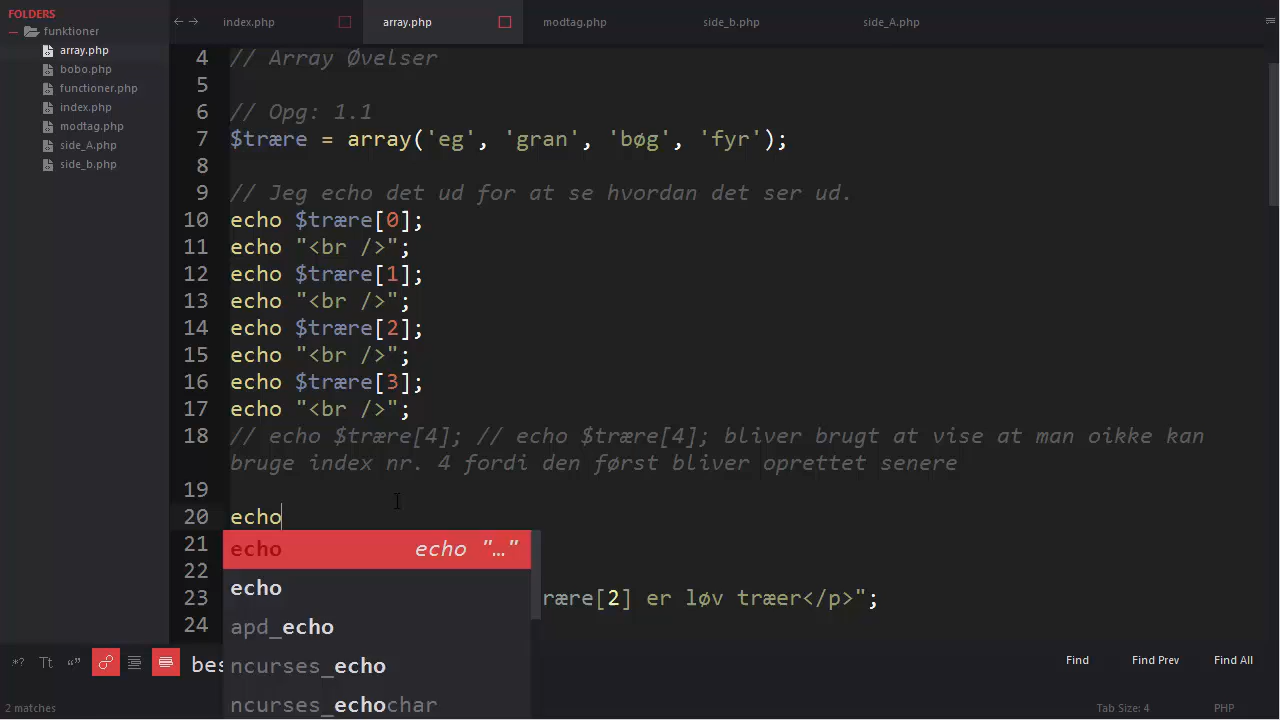 FOLDERS
funktioner
array.php
bobo.php
functioner.php
index.php
modtag.php
side_A.php
side_b.php
index.php
array.php
modtag.php
side_b.php
side_A.php
4 // Array Øvelser
5
6 // Opg: 1.1
7 $trære = array('eg', 'gran', 'bøg', 'fyr');
8
9 // Jeg echo det ud for at se hvordan det ser ud.
10 echo $trære[0];
11 echo "<br />";
12 echo $trære[1];
13 echo "<br />";
14 echo $trære[2];
15 echo "<br />";
16 echo $trære[3];
17 echo "<br />";
18 // echo $trære[4]; // echo $trære[4]; bliver brugt at vise at man oikke kan
bruge index nr. 4 fordi den først bliver oprettet senere
19
20 echo
21
22
23 rære[2] er løv træer</p>";
24
echo echo "…"
echo
apd_echo
ncurses_echo
ncurses_echochar
.*? Tt “” bes
Find
Find Prev
Find All
2 matches
Tab Size: 4
PHP